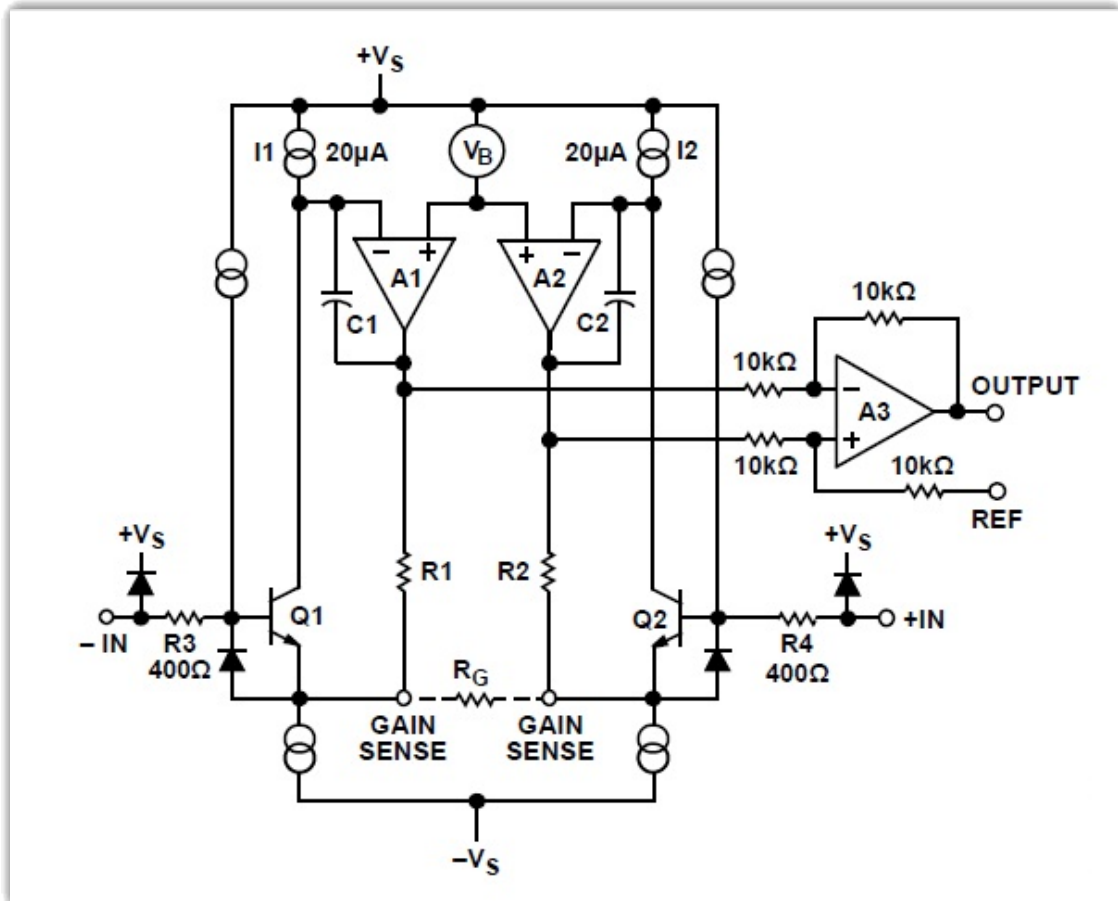 +VS
I1 20µA VB 20µA I2
− + + −
A1 A2
C1 C2
10kΩ
10kΩ
− OUTPUT
A3
+
10kΩ 10kΩ
REF
+VS R1 R2 +VS
Q1 Q2
– IN R3 R4 +IN
400Ω 400Ω
RG
GAIN GAIN
SENSE SENSE
–VS